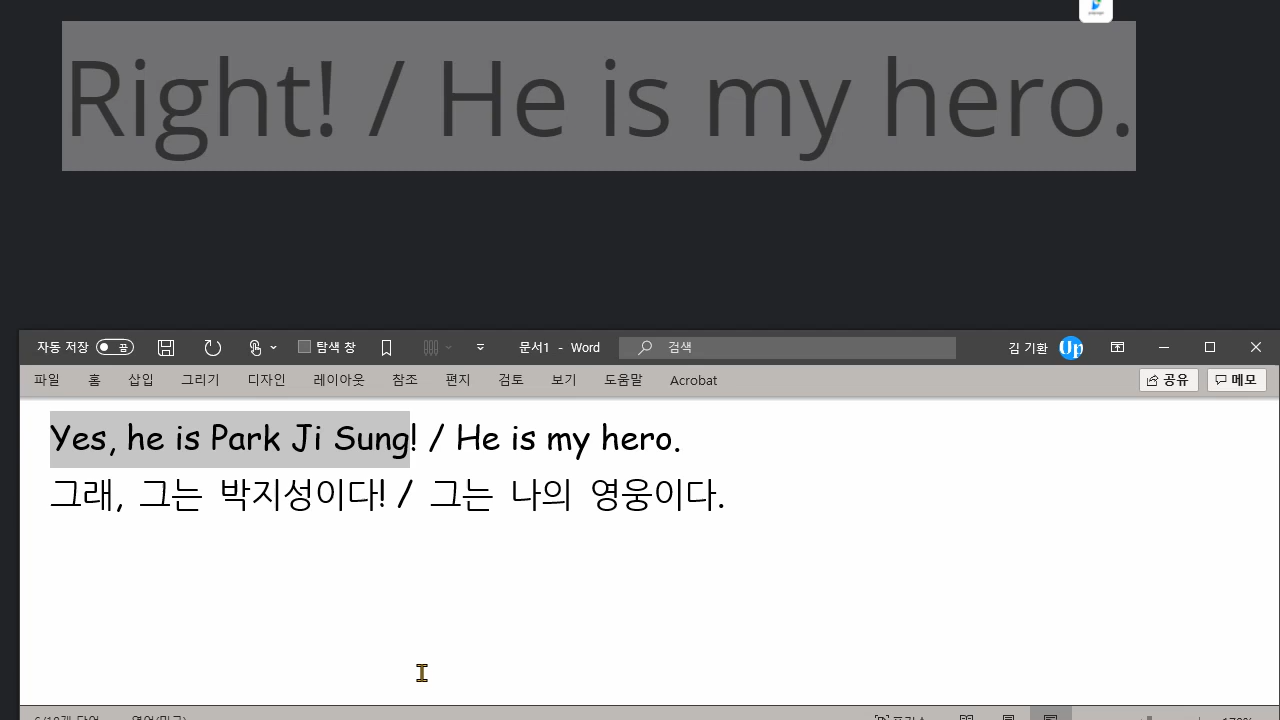 Right! / He is my hero.
자동 저장 끔 탐색 창 문서1 - Word 검색 김 기환 Up
파일 홈 삽입 그리기 디자인 레이아웃 참조 편지 검토 보기 도움말 Acrobat 공유 메모
Yes, he is Park Ji Sung! / He is my hero.
그래, 그는 박지성이다! / 그는 나의 영웅이다.